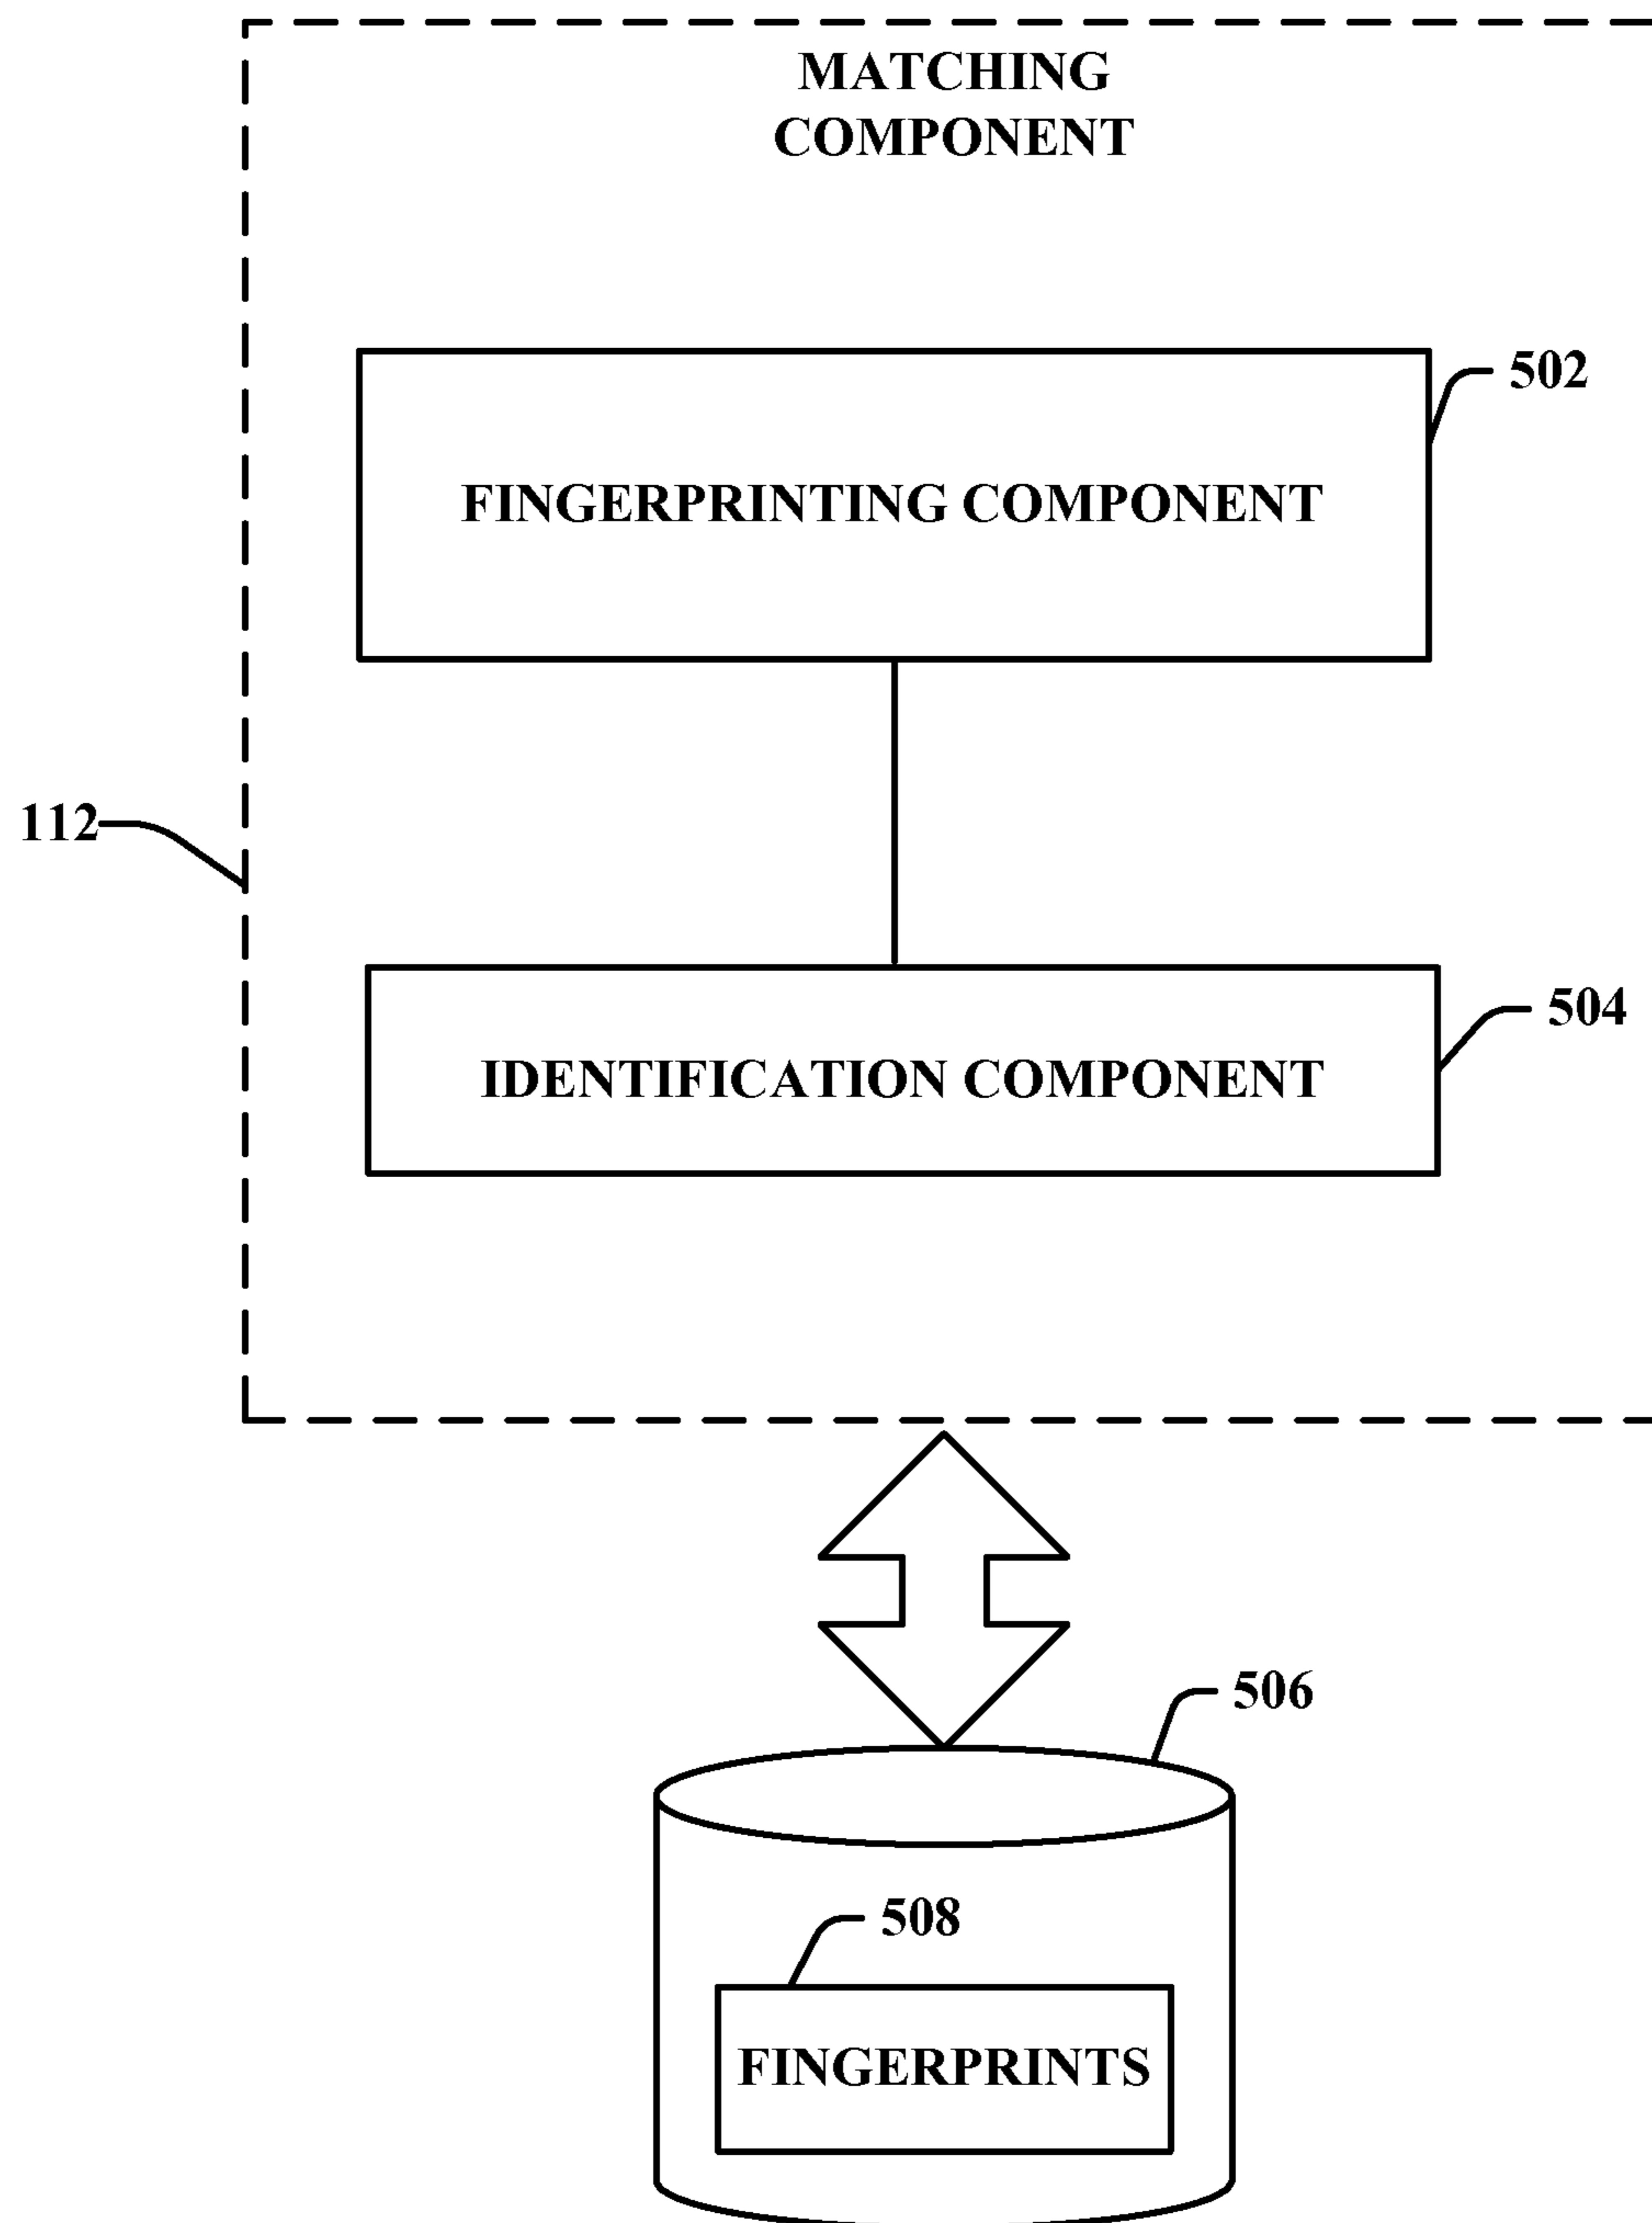 MATCHING
COMPONENT
502
FINGERPRINTING COMPONENT
112
504
IDENTIFICATION COMPONENT
506
508
FINGERPRINTS